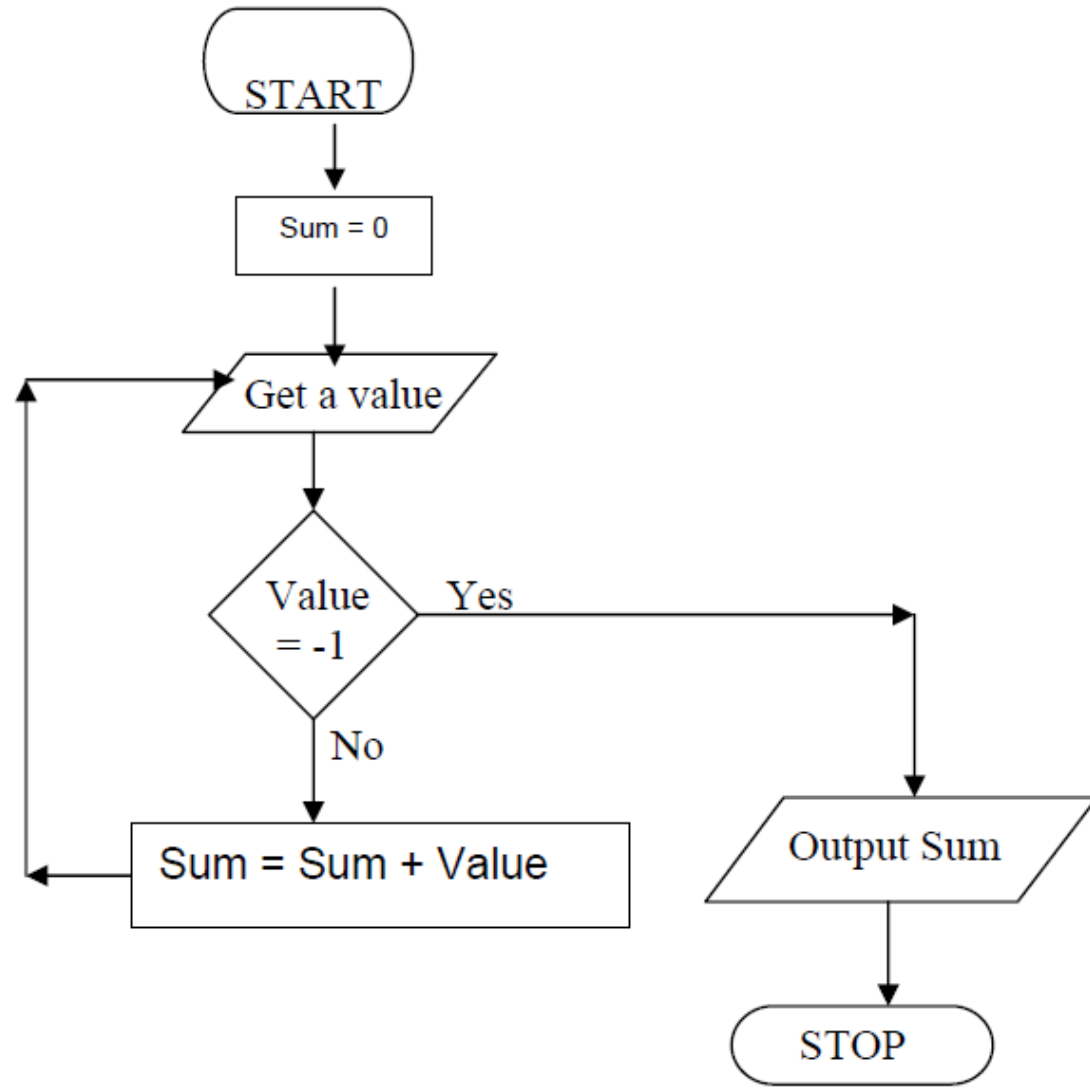 START
Sum = 0
Get a value
Value
= -1
Yes
No
Sum = Sum + Value
Output Sum
STOP